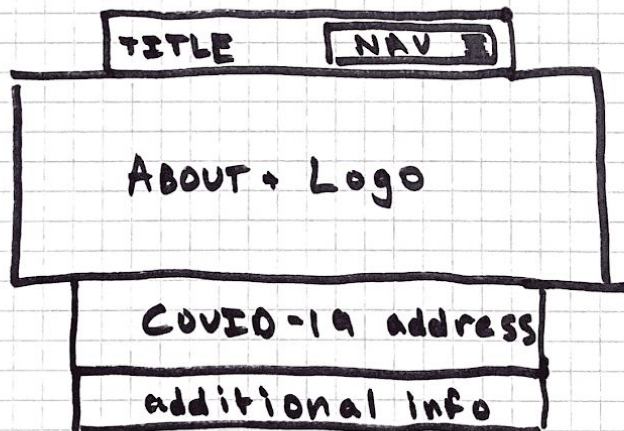 TITLE NAV
ABOUT + Logo
COVID-19 address
additional info